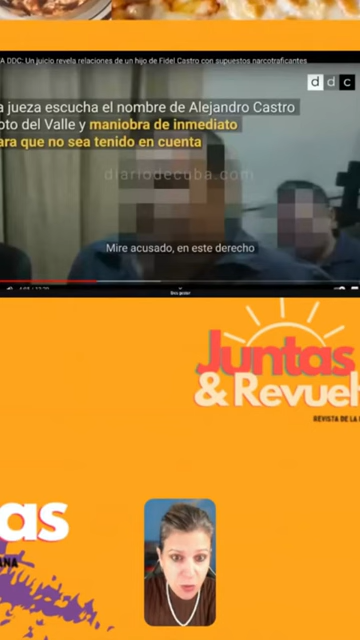 A DDC: Un juicio revela relaciones de un hijo de Fidel Castro con supuestos narcotraficantes
ddc
a jueza escucha el nombre de Alejandro Castro
oto del Valle y maniobra de inmediato
ara que no sea tenido en cuenta
diariodecuba.com
Mire acusado, en este derecho
Juntas
& Revuel
REVISTA DE LA
as
ANA